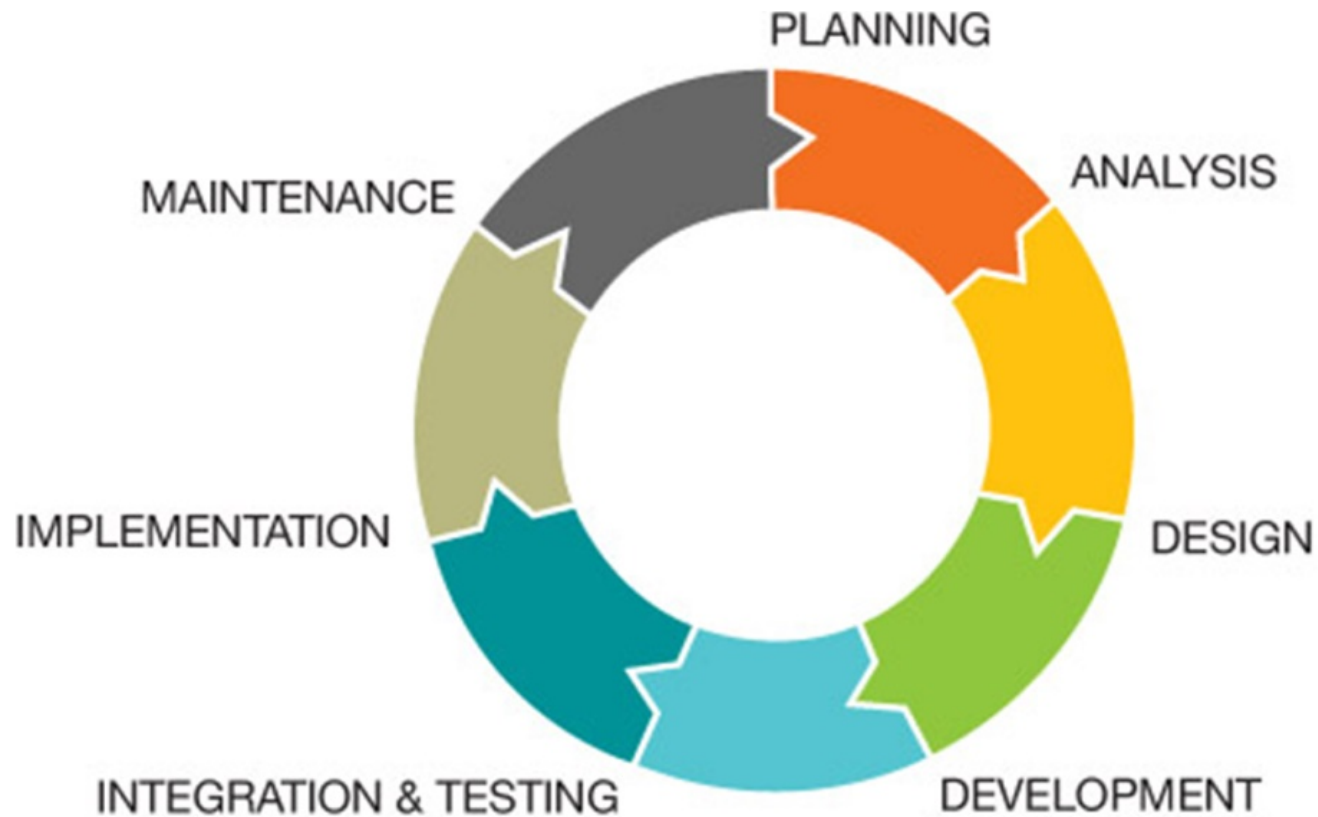 PLANNING
ANALYSIS
DESIGN
DEVELOPMENT
INTEGRATION & TESTING
IMPLEMENTATION
MAINTENANCE